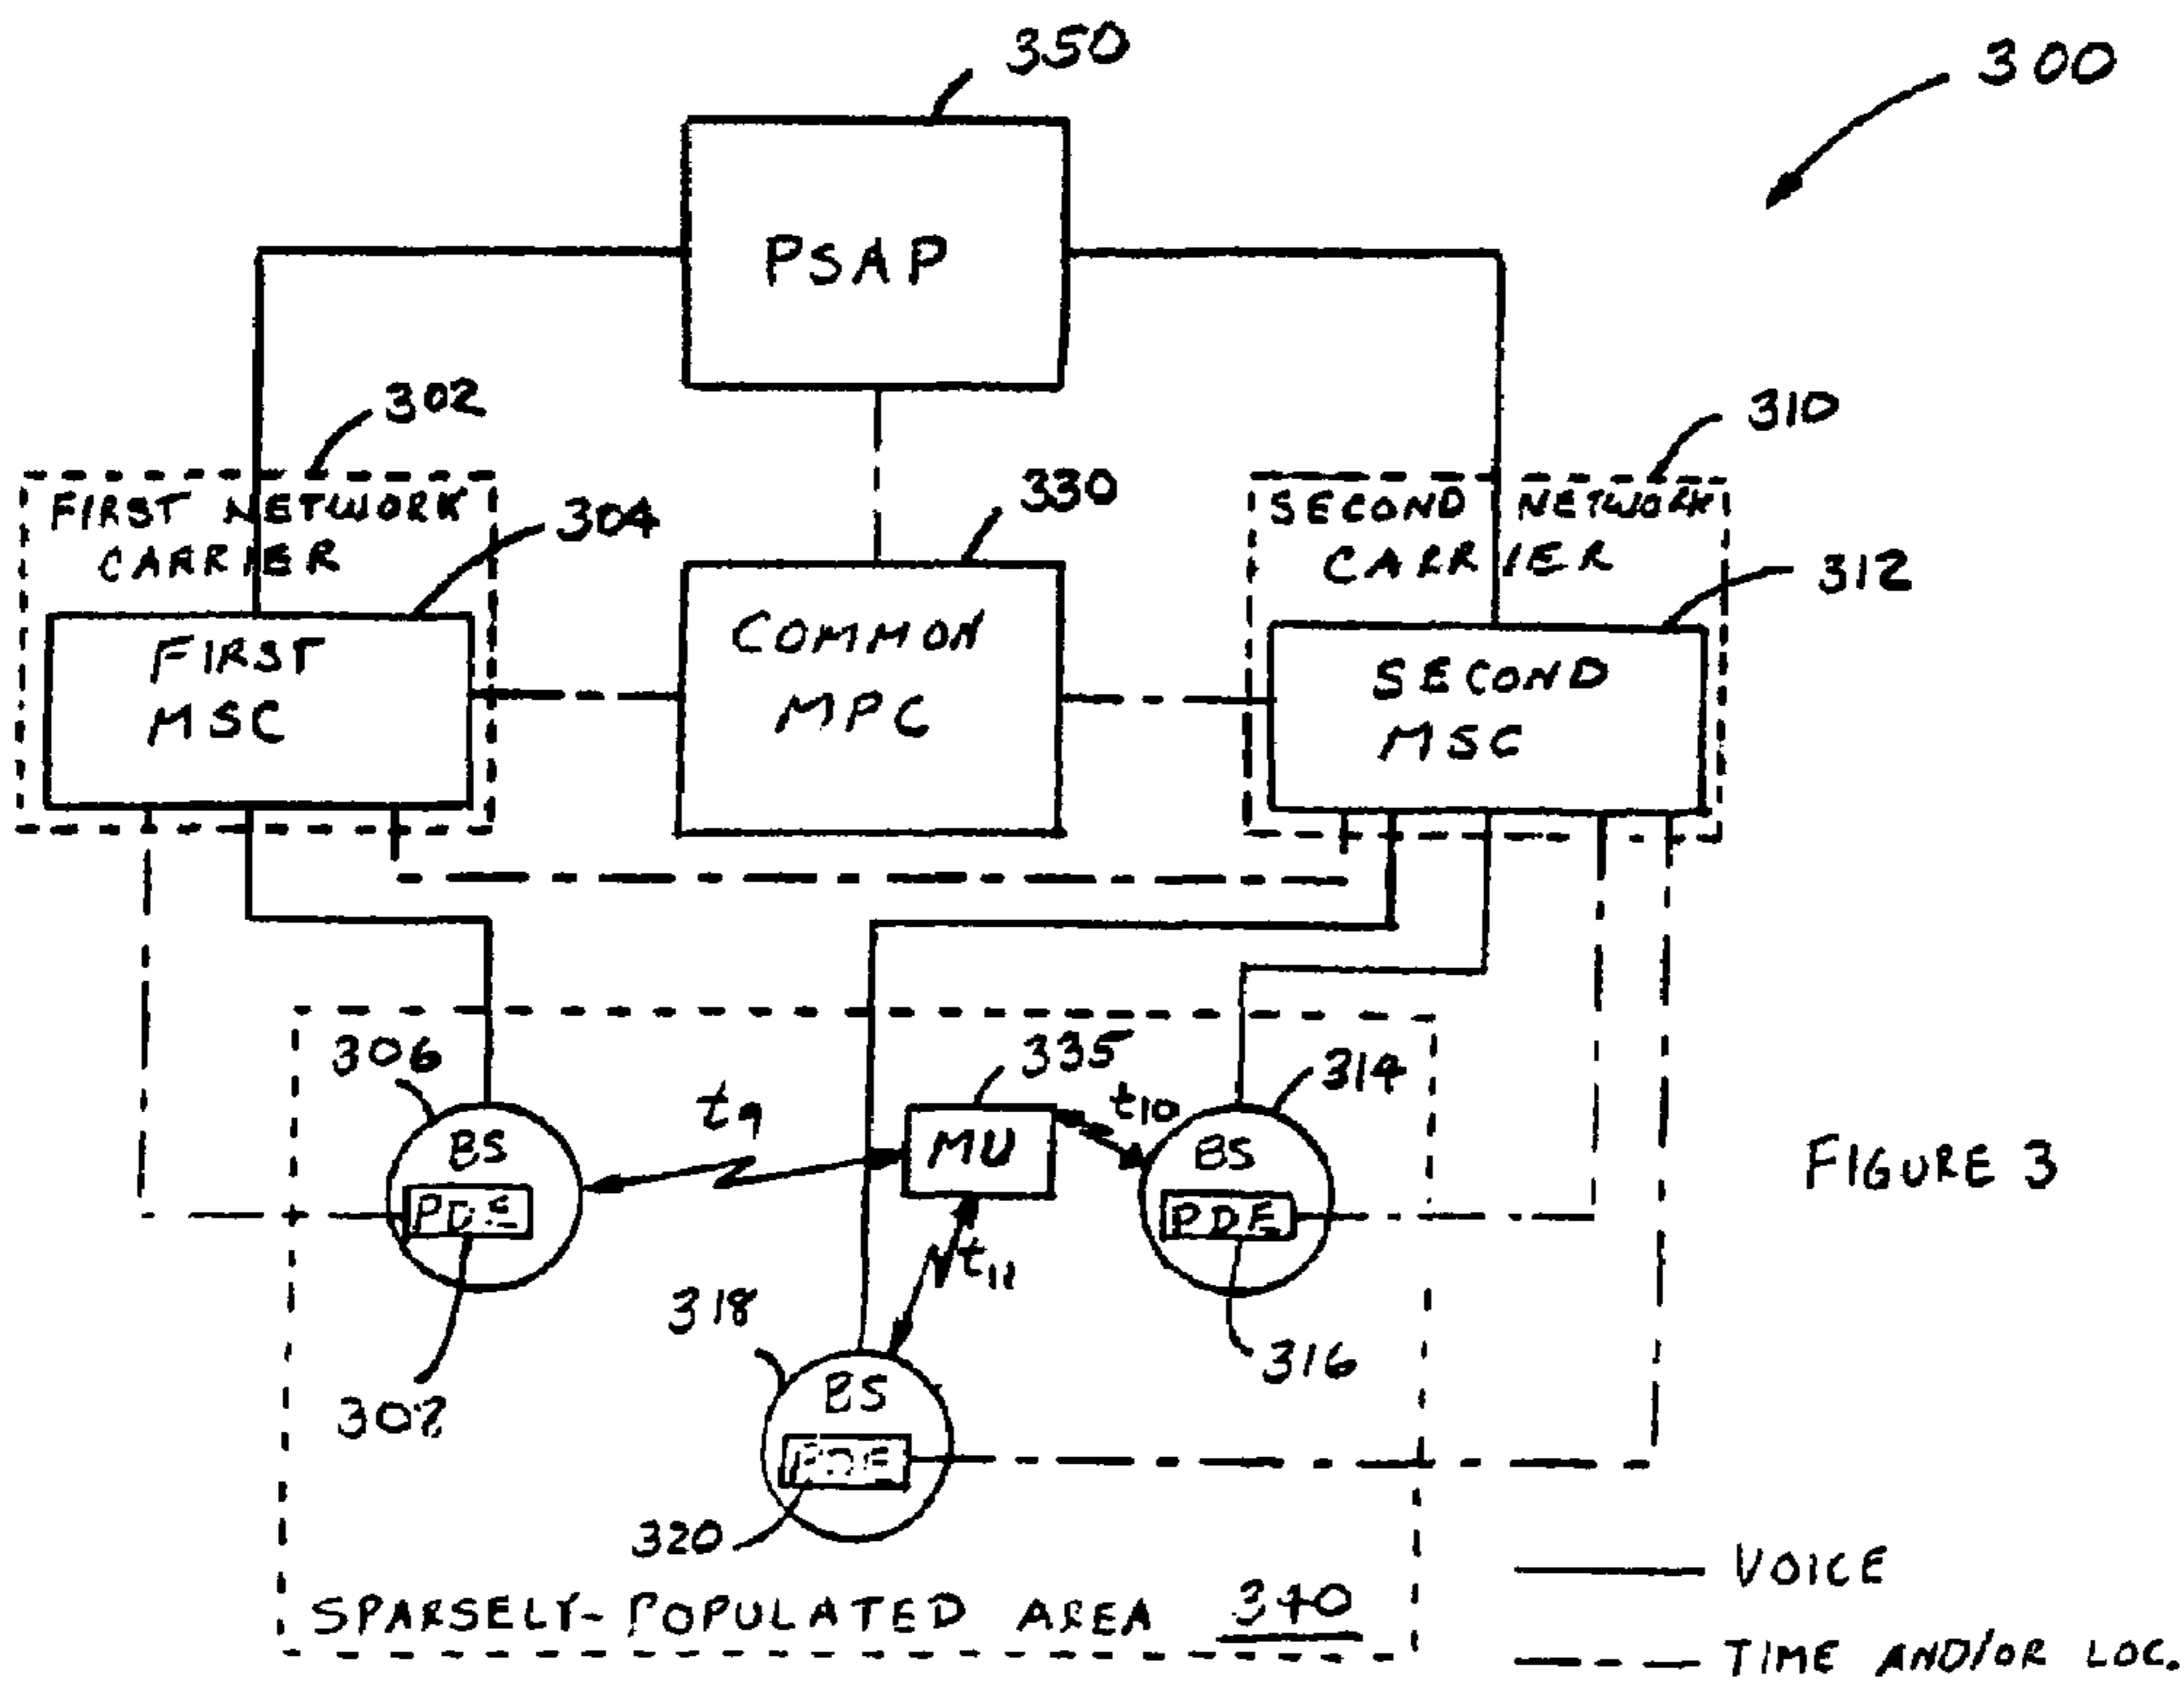 350
300
PSAP
302
310
FIRST NETWORK
CARRIER
304
330
SECOND NETWORK
CARRIER
312
FIRST
MSC
COMMON
MPC
SECOND
MSC
306
335
314
t9
t10
BS
MU
BS
PDE
PDE
FIGURE 3
t11
318
316
308
BS
PDE
320
SPARSELY-POPULATED AREA 340
VOICE
TIME AND/OR LOC.